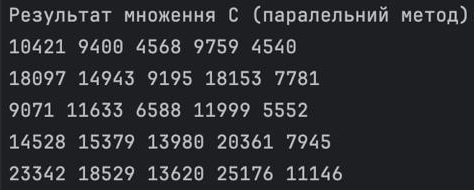 Результат множення C (паралельний метод)
10421 9400 4568 9759 4540
18097 14943 9195 18153 7781
9071 11633 6588 11999 5552
14528 15379 13980 20361 7945
23342 18529 13620 25176 11146